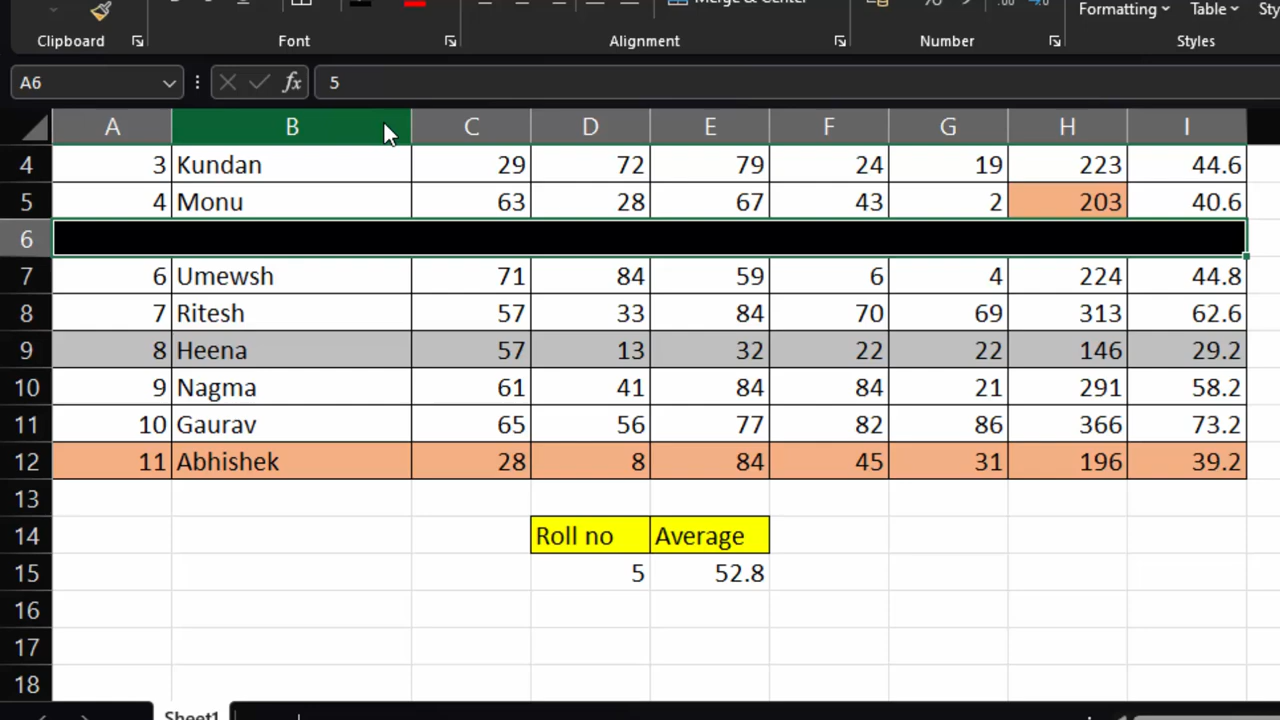 Merge & Center
Formatting Table
Clipboard Font Alignment Number Styles
A6 fx 5
A B C D E F G H I
4 3 Kundan 29 72 79 24 19 223 44.6
5 4 Monu 63 28 67 43 2 203 40.6
6
7 6 Umewsh 71 84 59 6 4 224 44.8
8 7 Ritesh 57 33 84 70 69 313 62.6
9 8 Heena 57 13 32 22 22 146 29.2
10 9 Nagma 61 41 84 84 21 291 58.2
11 10 Gaurav 65 56 77 82 86 366 73.2
12 11 Abhishek 28 8 84 45 31 196 39.2
13
14 Roll no Average
15 5 52.8
16
17
18
Sheet1